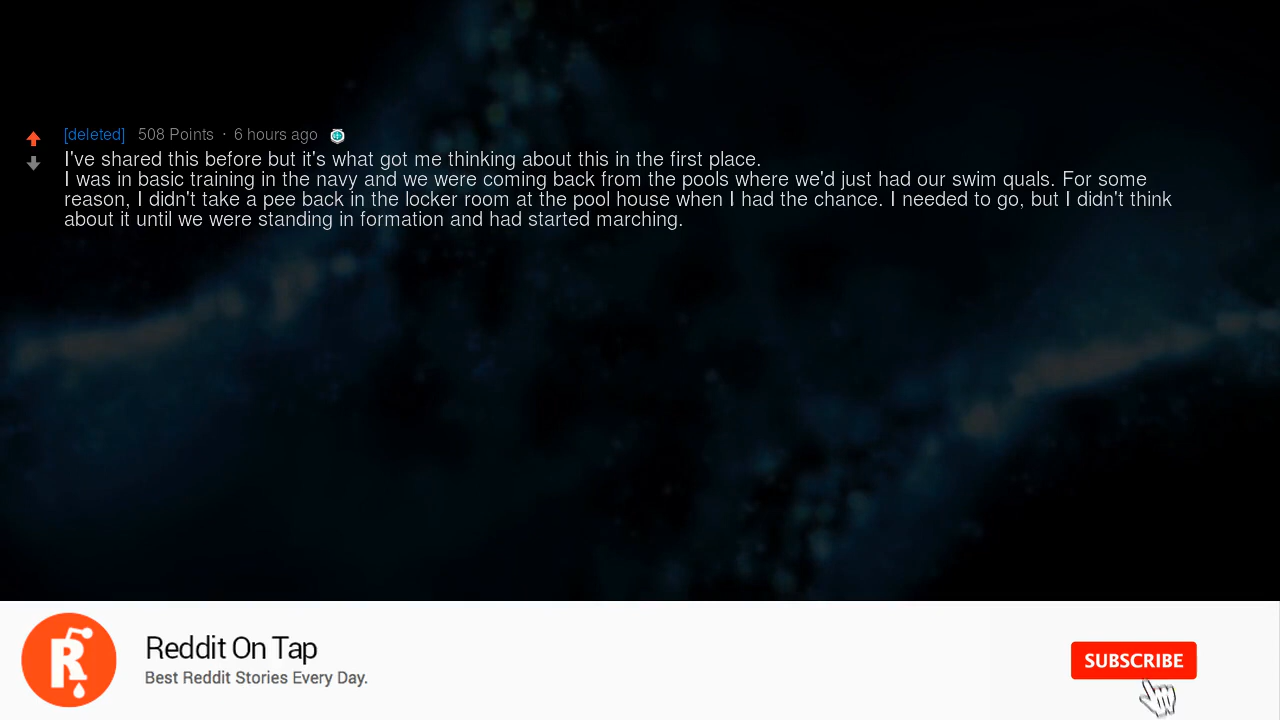 [deleted] 508 Points · 6 hours ago
I've shared this before but it's what got me thinking about this in the first place.
I was in basic training in the navy and we were coming back from the pools where we'd just had our swim quals. For some
reason, I didn't take a pee back in the locker room at the pool house when I had the chance. I needed to go, but I didn't think
about it until we were standing in formation and had started marching.
R
Reddit On Tap
Best Reddit Stories Every Day.
SUBSCRIBE